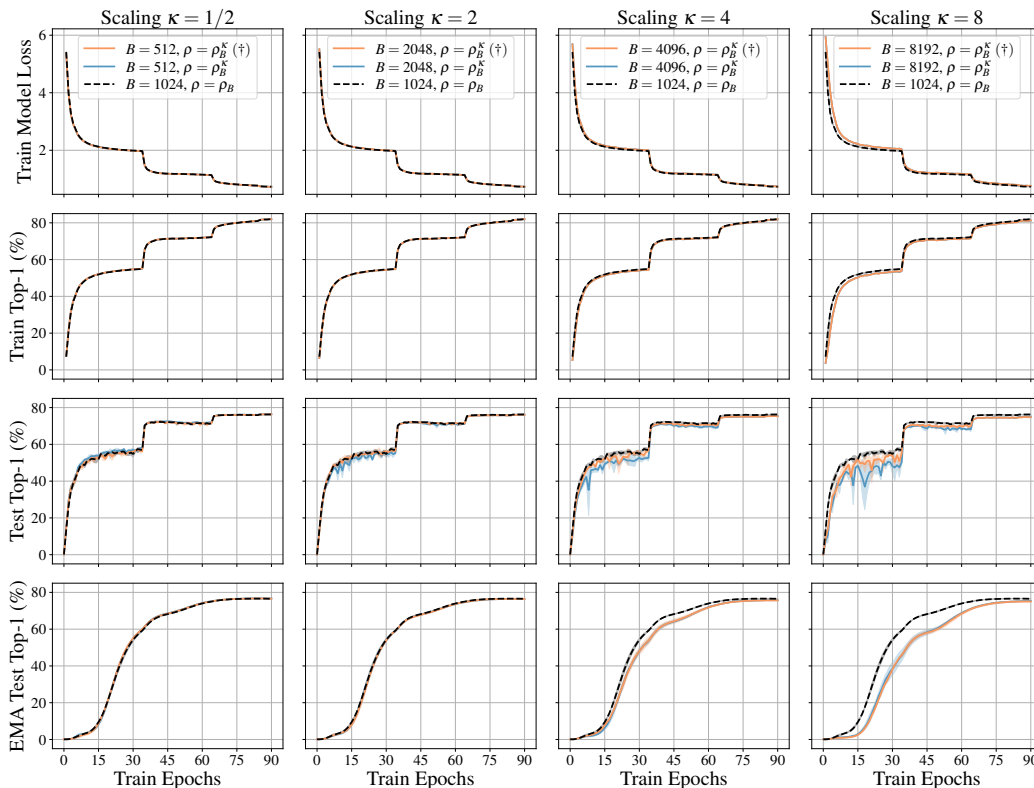 Scaling κ = 1/2
Scaling κ = 2
Scaling κ = 4
Scaling κ = 8
Train Model Loss
6
4
2
B = 512, ρ = ρ_B^κ (†)
B = 512, ρ = ρ_B^κ
B = 1024, ρ = ρ_B
B = 2048, ρ = ρ_B^κ (†)
B = 2048, ρ = ρ_B^κ
B = 1024, ρ = ρ_B
B = 4096, ρ = ρ_B^κ (†)
B = 4096, ρ = ρ_B^κ
B = 1024, ρ = ρ_B
B = 8192, ρ = ρ_B^κ (†)
B = 8192, ρ = ρ_B^κ
B = 1024, ρ = ρ_B
Train Top-1 (%)
80
60
40
20
0
Test Top-1 (%)
80
60
40
20
0
EMA Test Top-1 (%)
80
60
40
20
0
0 15 30 45 60 75 90
0 15 30 45 60 75 90
0 15 30 45 60 75 90
0 15 30 45 60 75 90
Train Epochs
Train Epochs
Train Epochs
Train Epochs